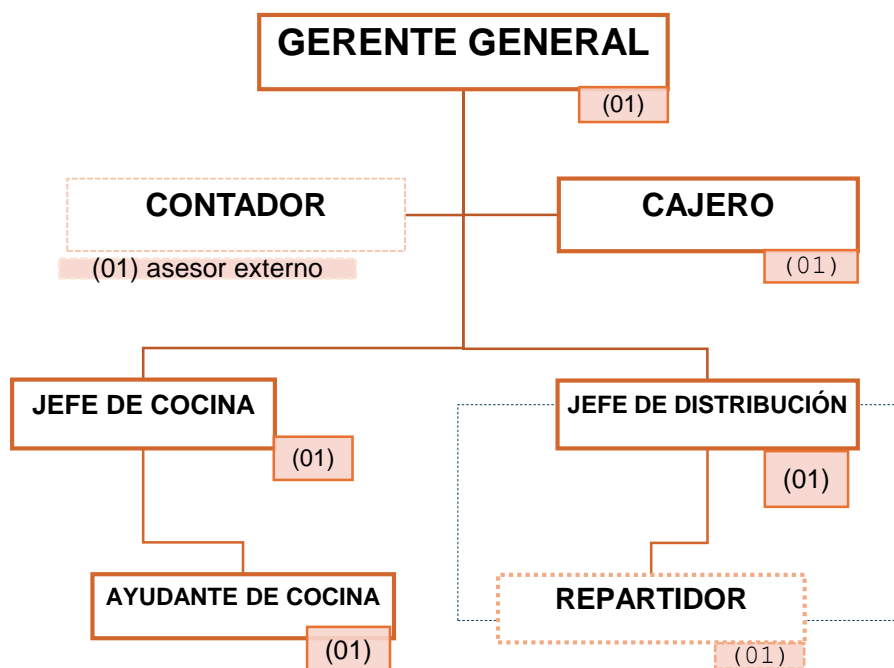 GERENTE GENERAL
(01)
CONTADOR
(01) asesor externo
CAJERO
(01)
JEFE DE COCINA
(01)
JEFE DE DISTRIBUCIÓN
(01)
AYUDANTE DE COCINA
(01)
REPARTIDOR
(01)